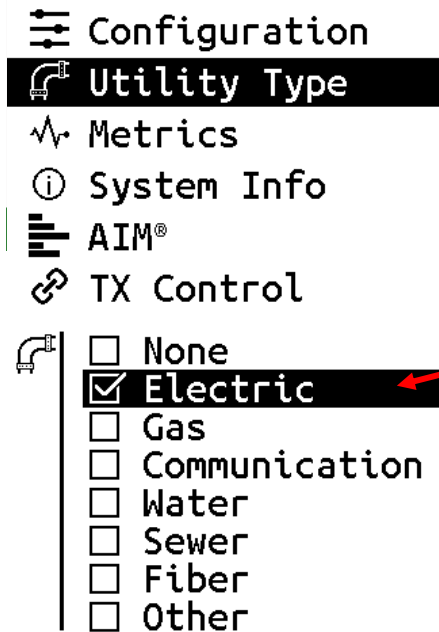 Configuration
Utility Type
Metrics
System Info
AIM®
TX Control
None
Electric
Gas
Communication
Water
Sewer
Fiber
Other